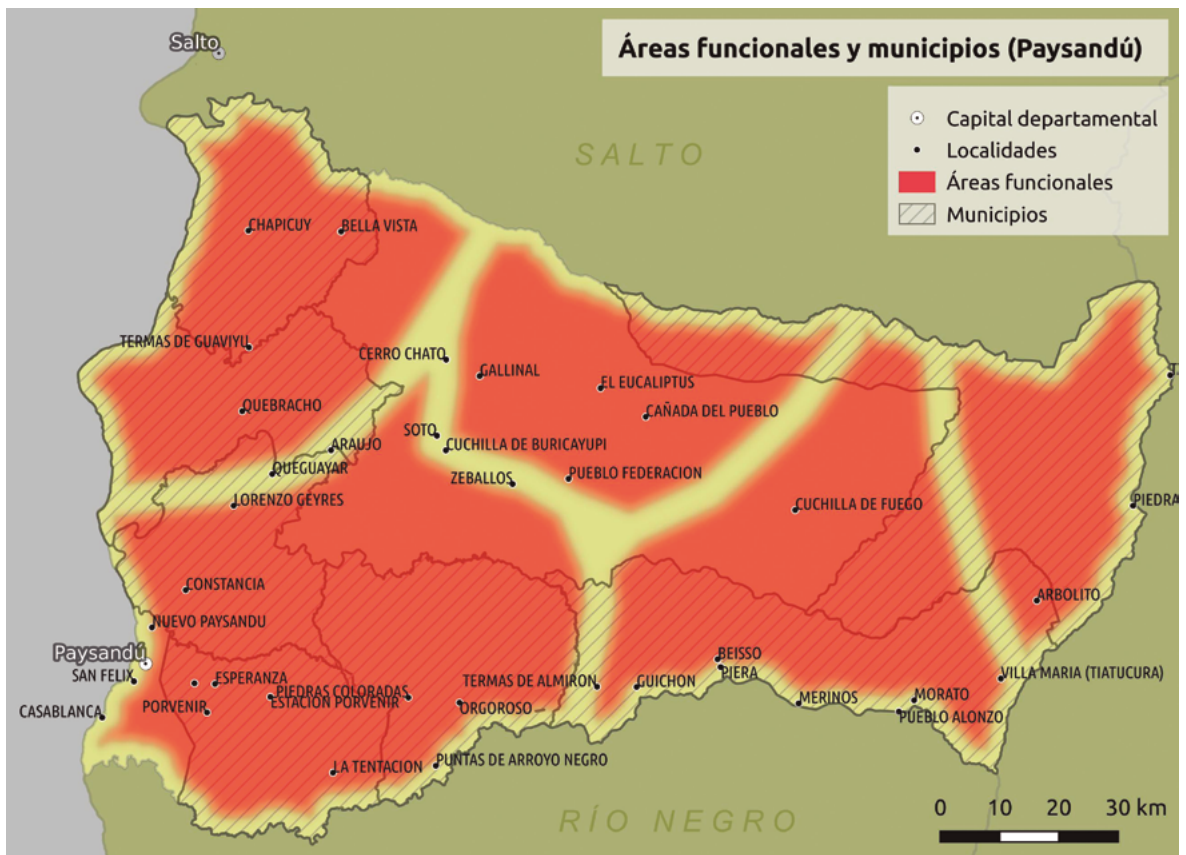 Salto
Áreas funcionales y municipios (Paysandú)
Capital departamental
Localidades
Áreas funcionales
Municipios
SALTO
CHAPICUY
BELLA VISTA
TERMAS DE GUAVIYU
CERRO CHATO
GALLINAL
EL EUCALIPTUS
QUEBRACHO
CAÑADA DEL PUEBLO
SOTO
ARAUJO
CUCHILLA DE BURICAYUPI
QUEGUAYAR
ZEBALLOS
PUEBLO FEDERACION
LORENZO GEYRES
CUCHILLA DE FUEGO
PIEDRA
CONSTANCIA
ARBOLITO
NUEVO PAYSANDU
Paysandú
BEISSO
SAN FELIX
ESPERANZA
PIERA
VILLA MARIA (TIATUCURA)
PIEDRAS COLORADAS
TERMAS DE ALMIRON
GUICHON
ESTACION PORVENIR
CASABLANCA
PORVENIR
ORGOROSO
MERINOS
MORATO
PUEBLO ALONZO
PUNTAS DE ARROYO NEGRO
LA TENTACION
RÍO NEGRO
0 10 20 30 km